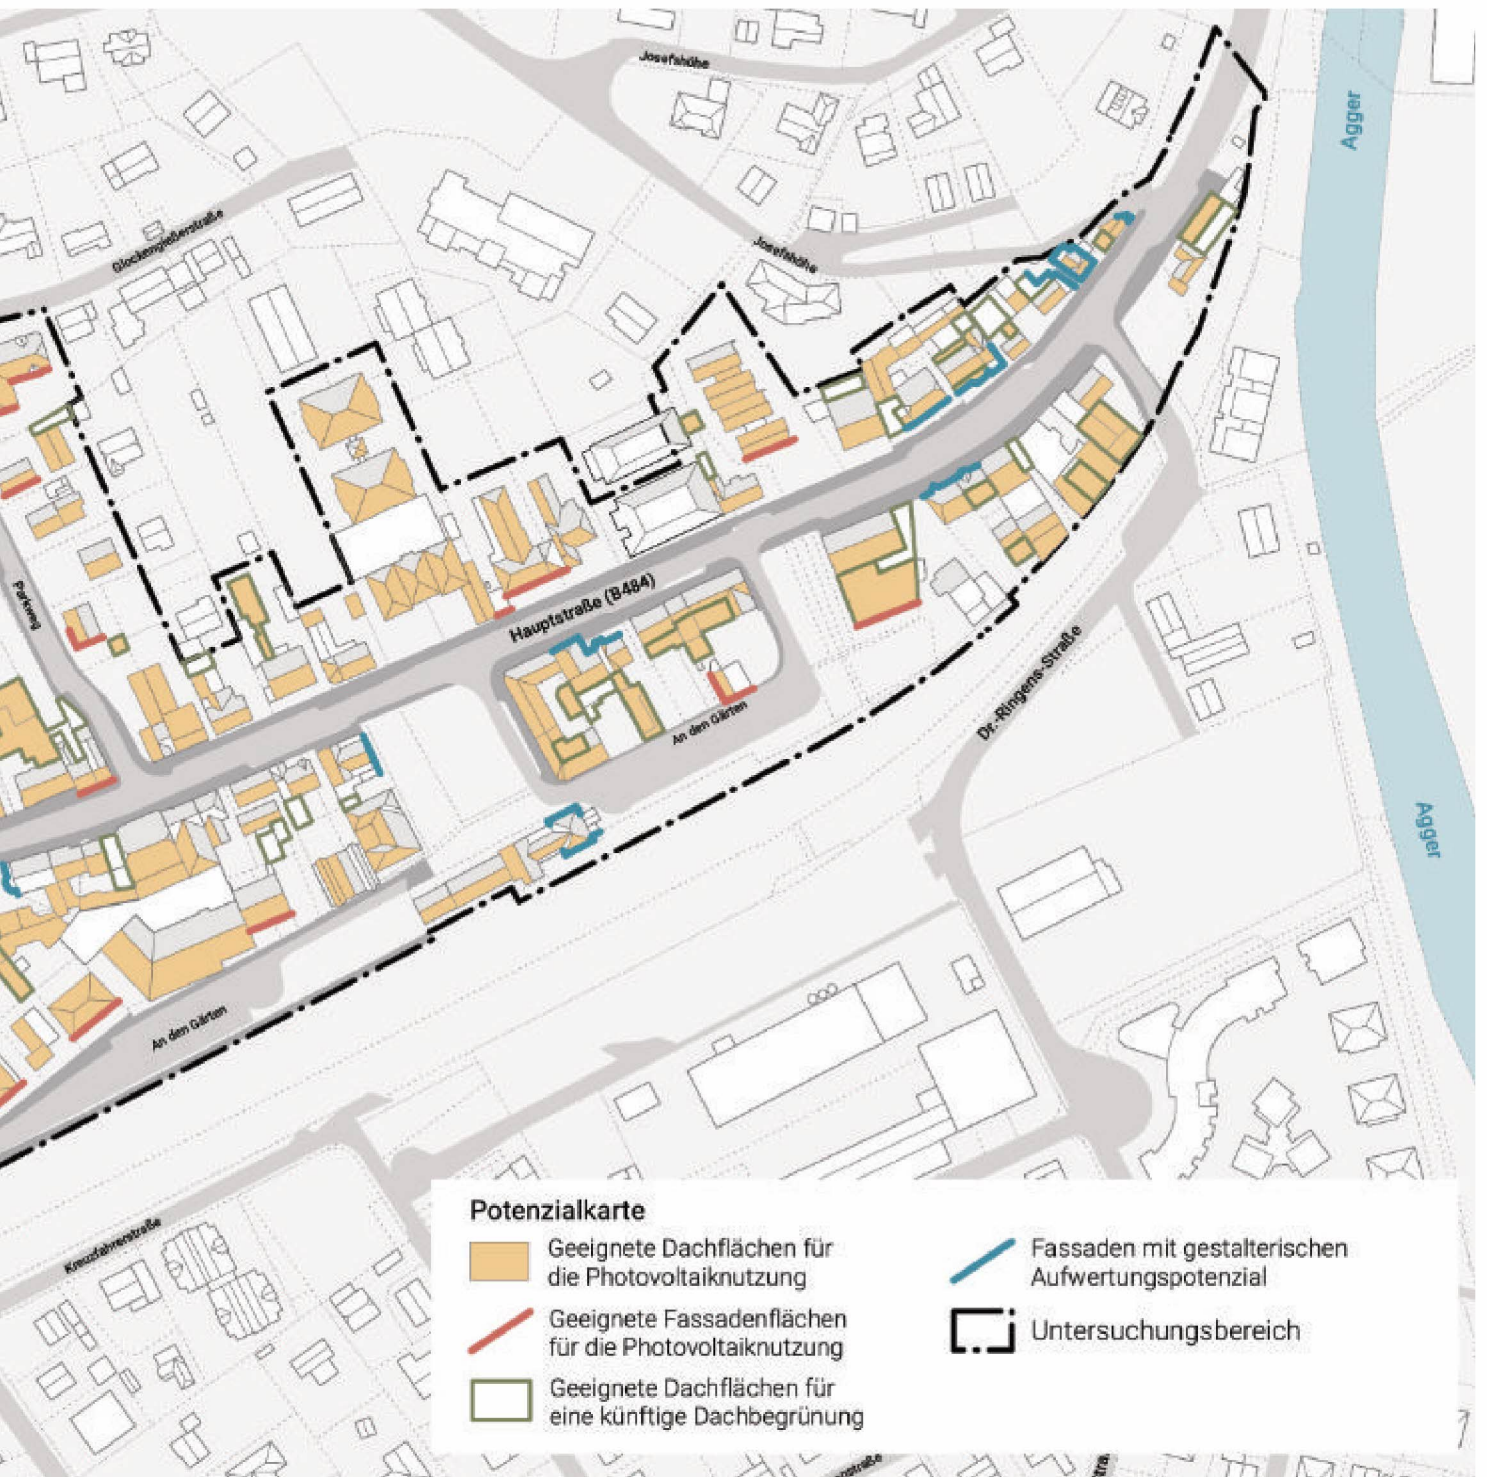 Josefshöhe
Agger
Glockengießerstraße
Josefshöhe
Parkweg
Hauptstraße (B484)
Dr.-Ringens-Straße
An den Gärten
Agger
An den Gärten
Kreuzfahrerstraße
Potenzialkarte
Geeignete Dachflächen für
die Photovoltaiknutzung
Geeignete Fassadenflächen
für die Photovoltaiknutzung
Geeignete Dachflächen für
eine künftige Dachbegrünung
Fassaden mit gestalterischen
Aufwertungspotenzial
Untersuchungsbereich